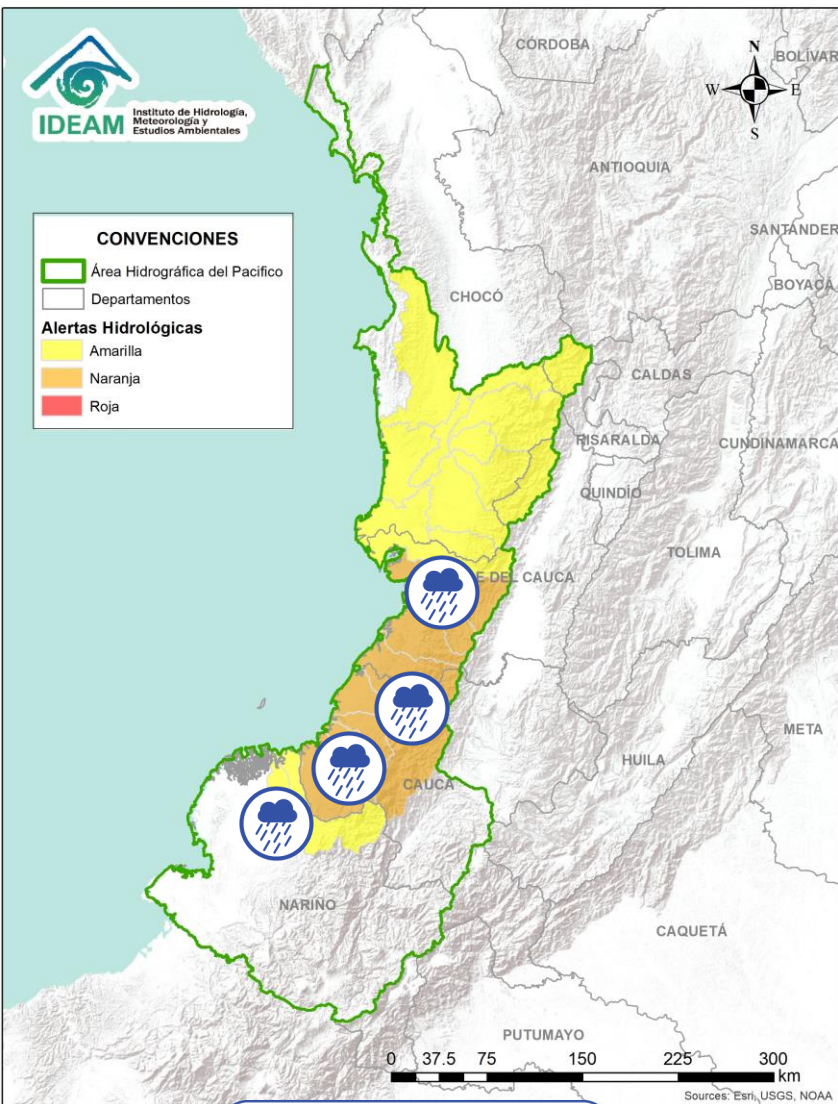 IDEAM
Instituto de Hidrología,
Meteorología y
Estudios Ambientales
CÓRDOBA
BOLÍVAR
N
W
E
S
ANTIOQUIA
SANTANDER
BOYACÁ
CONVENCIONES
Área Hidrográfica del Pacifico
Departamentos
Alertas Hidrológicas
Amarilla
Naranja
Roja
CHOCÓ
CALDAS
RISARALDA
CUNDINAMARCA
QUINDÍO
TOLIMA
E DEL CAUCA
META
HUILA
CAUCA
NARIÑO
CAQUETÁ
PUTUMAYO
0 37.5 75 150 225 300
km
Sources: Esri, USGS, NOAA